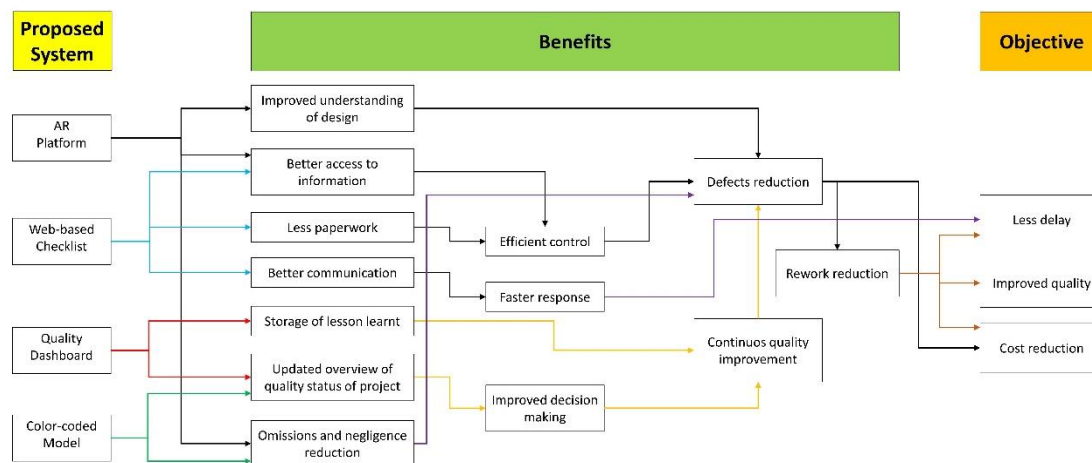 Proposed
System
Benefits
Objective
AR
Platform
Web-based
Checklist
Quality
Dashboard
Color-coded
Model
Improved understanding
of design
Better access to
information
Less paperwork
Better communication
Storage of lesson learnt
Updated overview of
quality status of project
Omissions and negligence
reduction
Efficient control
Faster response
Improved decision
making
Defects reduction
Rework reduction
Continuos quality
improvement
Less delay
Improved quality
Cost reduction